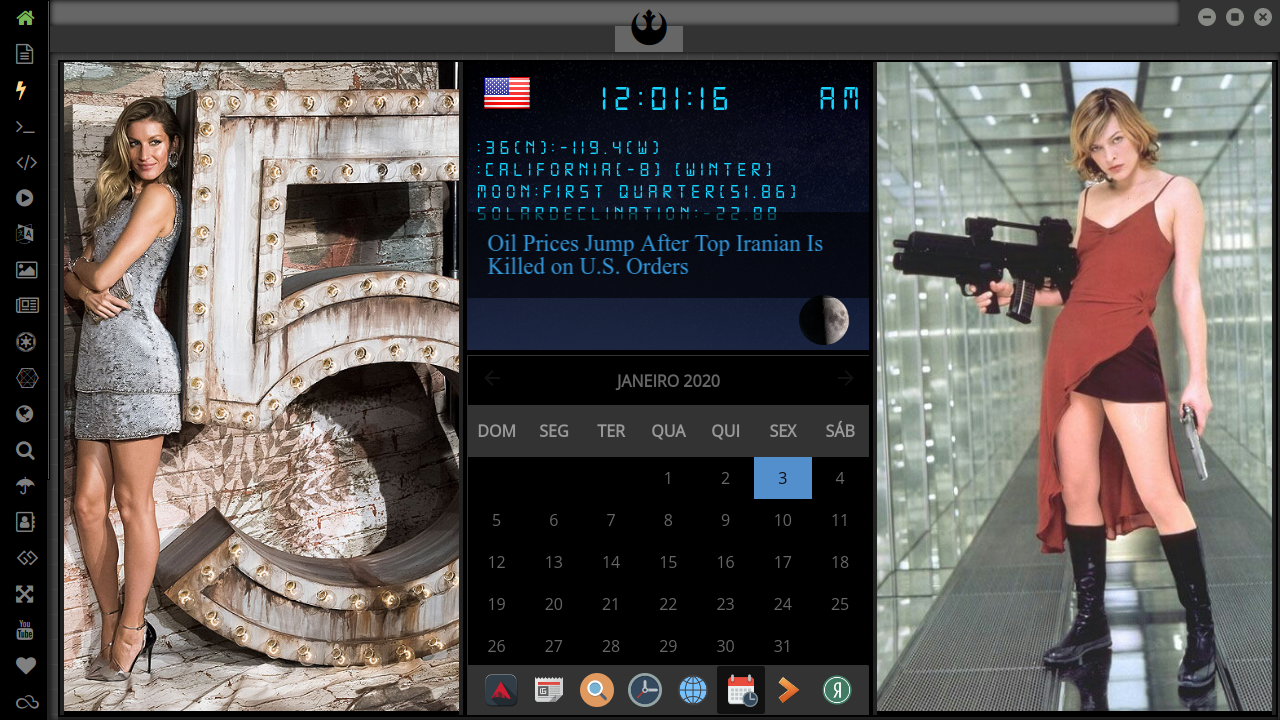 12:01:16 AM
:36(N):-119.4(W)
:CALIFORNIA(-8) (WINTER)
MOON:FIRST QUARTER(51.86)
SOLARDECLINATION:-22.88
Oil Prices Jump After Top Iranian Is
Killed on U.S. Orders
JANEIRO 2020
DOM SEG TER QUA QUI SEX SÁB
1 2 3 4
5 6 7 8 9 10 11
12 13 14 15 16 17 18
19 20 21 22 23 24 25
26 27 28 29 30 31
You
Tube
Я